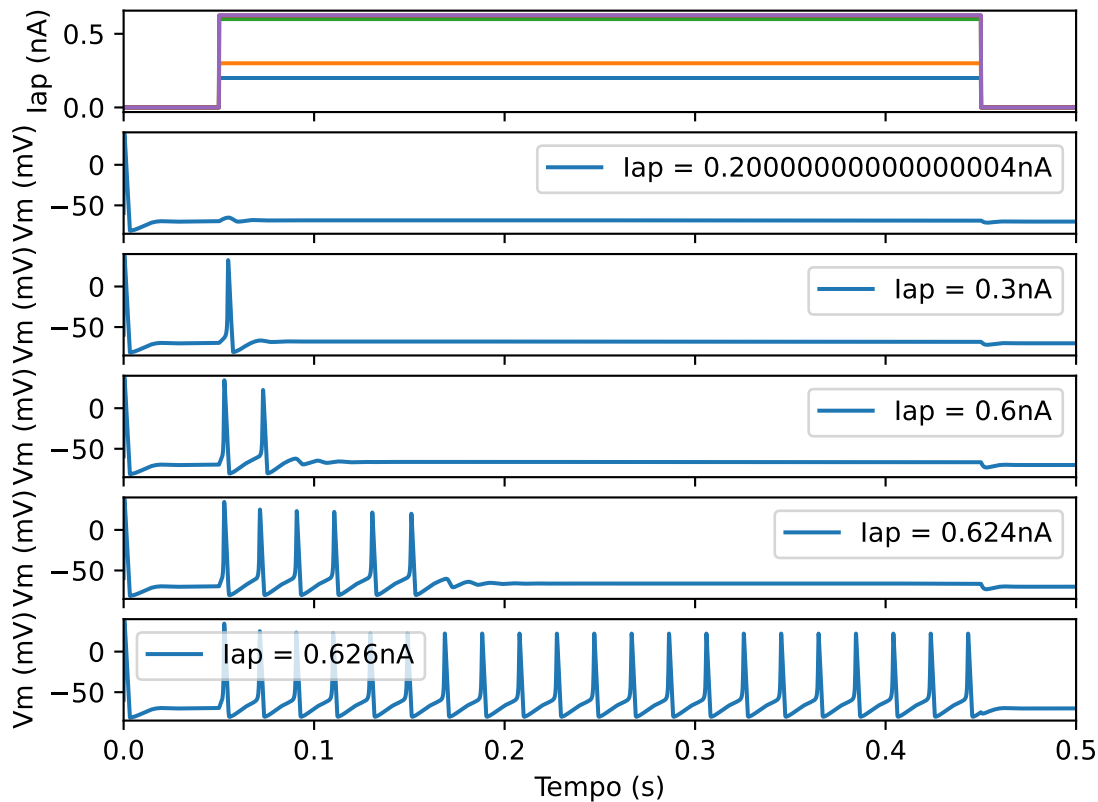 Iap (nA)
0.5
0.0
Vm (mV)
0
−50
Iap = 0.20000000000000004nA
Vm (mV)
0
−50
Iap = 0.3nA
Vm (mV)
0
−50
Iap = 0.6nA
Vm (mV)
0
−50
Iap = 0.624nA
Vm (mV)
0
−50
Iap = 0.626nA
0.0 0.1 0.2 0.3 0.4 0.5
Tempo (s)